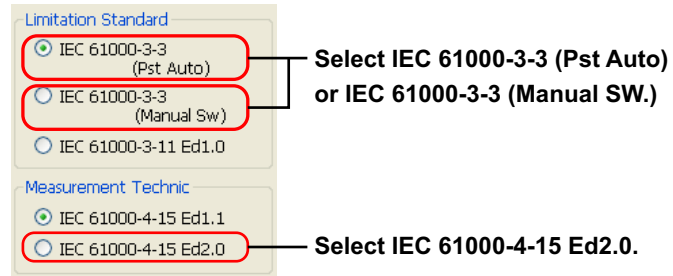 Limitation Standard
IEC 61000-3-3
(Pst Auto)
IEC 61000-3-3
(Manual Sw)
IEC 61000-3-11 Ed1.0
Select IEC 61000-3-3 (Pst Auto)
or IEC 61000-3-3 (Manual SW.)
Measurement Technic
IEC 61000-4-15 Ed1.1
IEC 61000-4-15 Ed2.0
Select IEC 61000-4-15 Ed2.0.